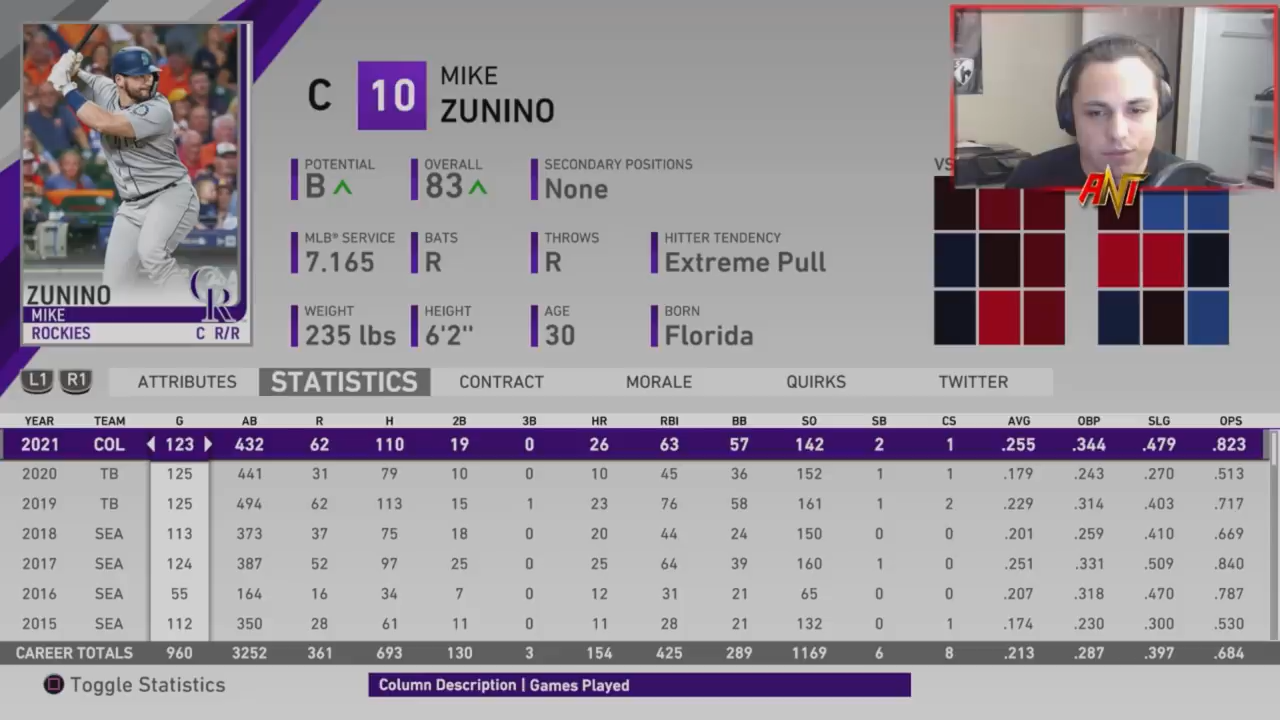 C 10 MIKE
ZUNINO
POTENTIAL OVERALL SECONDARY POSITIONS
B 83 None
VS
MLB® SERVICE BATS THROWS HITTER TENDENCY
7.165 R R Extreme Pull
WEIGHT HEIGHT AGE BORN
235 lbs 6'2" 30 Florida
ANT
CR
ZUNINO
MIKE
ROCKIES C R/R
L1 R1 ATTRIBUTES STATISTICS CONTRACT MORALE QUIRKS TWITTER
YEAR TEAM G AB R H 2B 3B HR RBI BB SO SB CS AVG OBP SLG OPS
2021 COL 123 432 62 110 19 0 26 63 57 142 2 1 .255 .344 .479 .823
2020 TB 125 441 31 79 10 0 10 45 36 152 1 1 .179 .243 .270 .513
2019 TB 125 494 62 113 15 1 23 76 58 161 1 2 .229 .314 .403 .717
2018 SEA 113 373 37 75 18 0 20 44 24 150 0 0 .201 .259 .410 .669
2017 SEA 124 387 52 97 25 0 25 64 39 160 1 0 .251 .331 .509 .840
2016 SEA 55 164 16 34 7 0 12 31 21 65 0 0 .207 .318 .470 .787
2015 SEA 112 350 28 61 11 0 11 28 21 132 0 1 .174 .230 .300 .530
CAREER TOTALS 960 3252 361 693 130 3 154 425 289 1169 6 8 .213 .287 .397 .684
Toggle Statistics
Column Description | Games Played